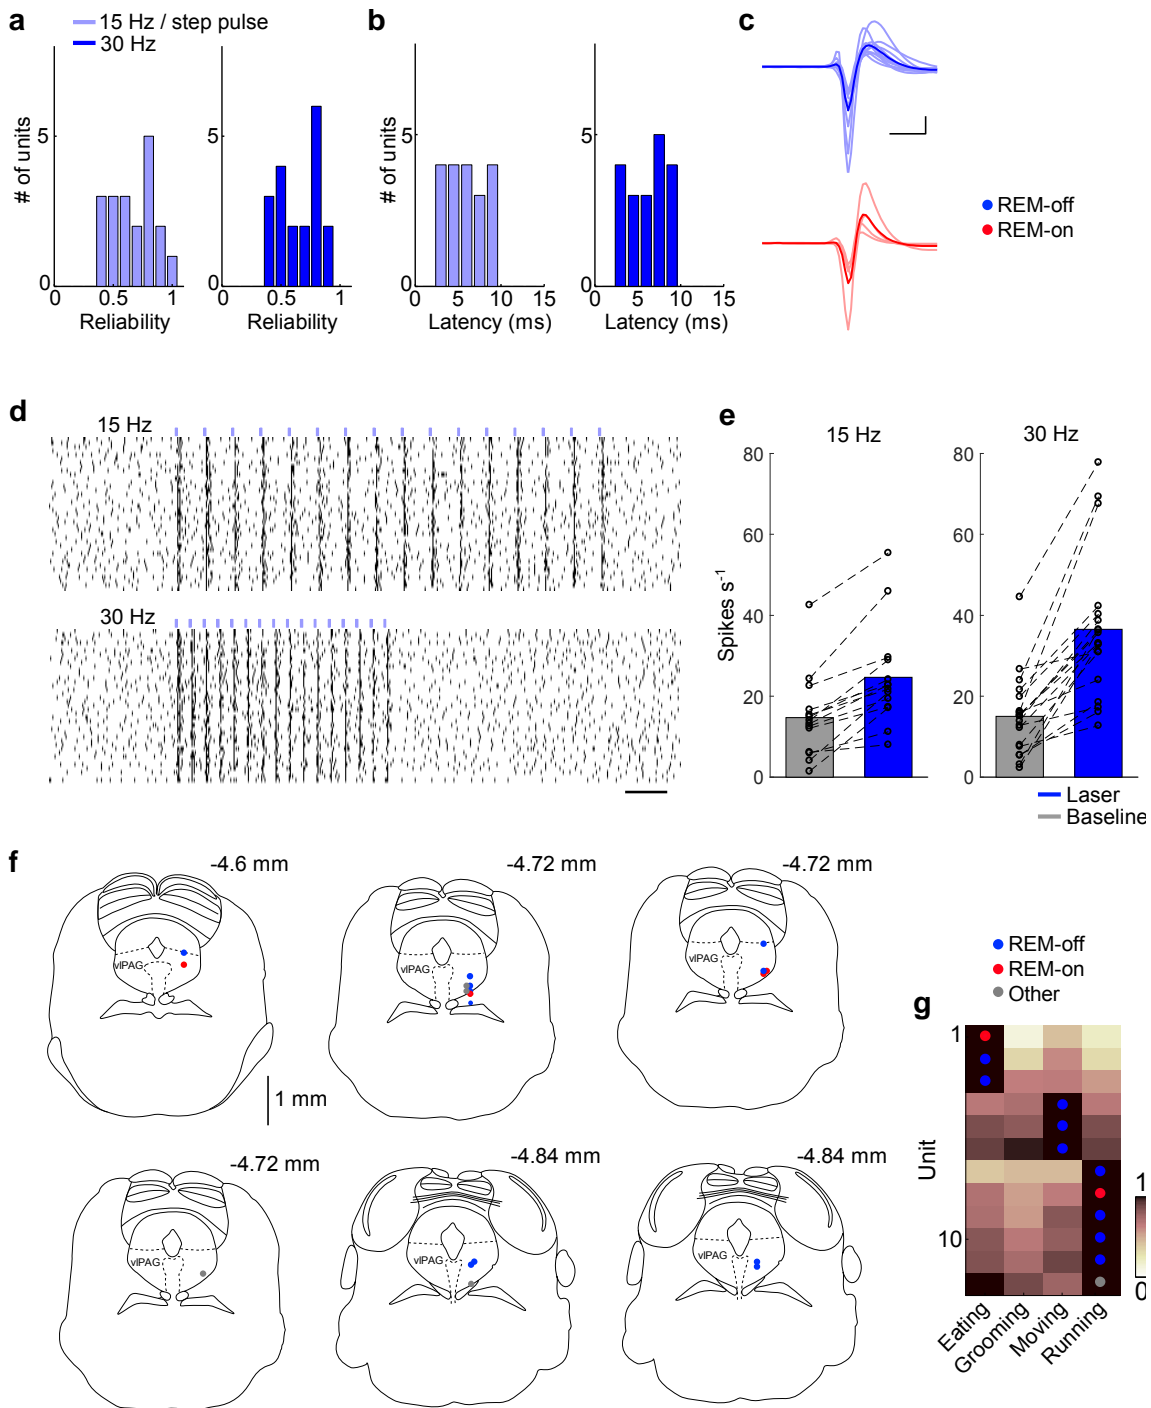 a
15 Hz / step pulse
30 Hz
# of units
5
0
0
0.5
1
Reliability
5
0
0.5
1
Reliability
b
# of units
5
0
0
5
10
15
Latency (ms)
5
0
0
5
10
15
Latency (ms)
c
REM-off
REM-on
d
15 Hz
30 Hz
e
15 Hz
30 Hz
Spikes s⁻¹
80
60
40
20
0
80
60
40
20
0
Laser
Baseline
f
-4.6 mm
vlPAG
-4.72 mm
vlPAG
-4.72 mm
vlPAG
1 mm
-4.72 mm
vlPAG
-4.84 mm
vlPAG
-4.84 mm
vlPAG
REM-off
REM-on
Other
g
Unit
1
10
Eating
Grooming
Moving
Running
1
0